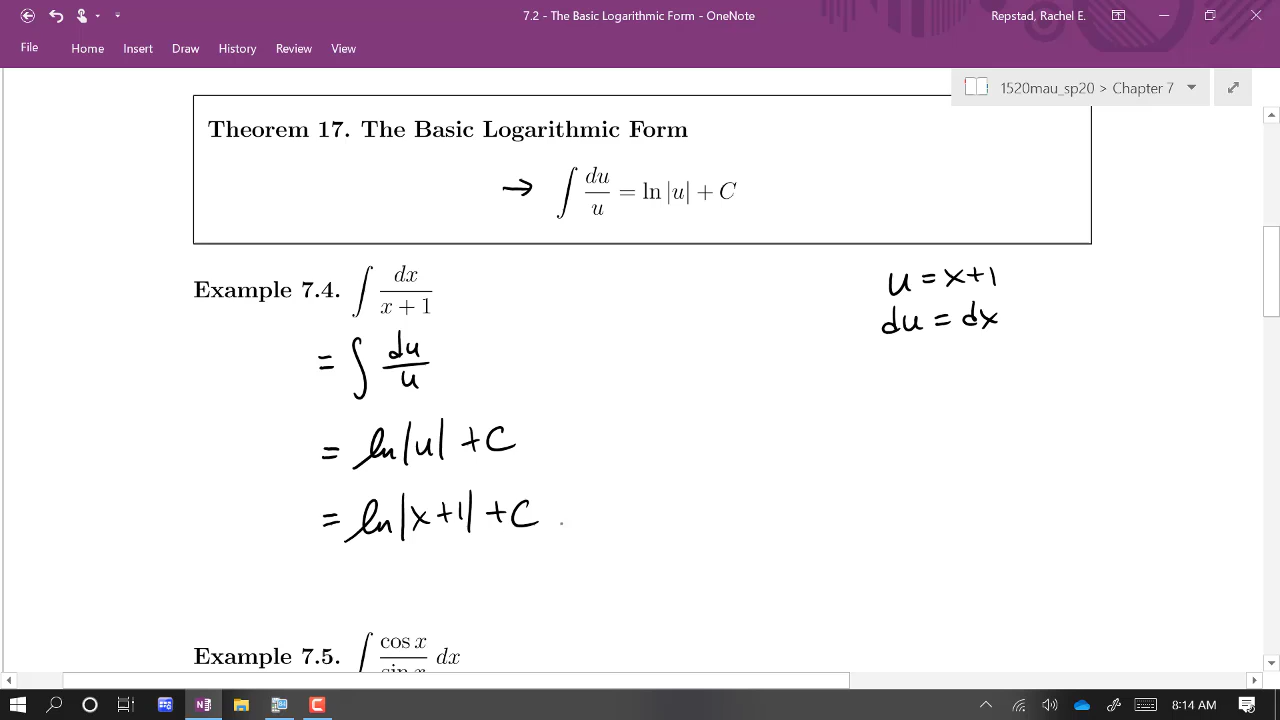 7.2 - The Basic Logarithmic Form - OneNote
Repstad, Rachel E.
File Home Insert Draw History Review View
1520mau_sp20 > Chapter 7
Theorem 17. The Basic Logarithmic Form
→ ∫ du/u = ln |u| + C
Example 7.4. ∫ dx/(x + 1)
u = x+1
du = dx
= ∫ du/u
= ln|u| + C
= ln|x+1| + C
Example 7.5. ∫ cos x/sin x dx
8:14 AM